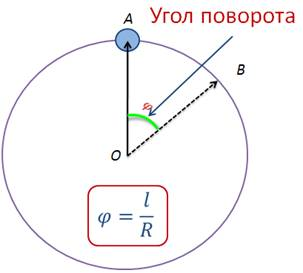 Угол поворота
A
B
φ
O
φ = l/R